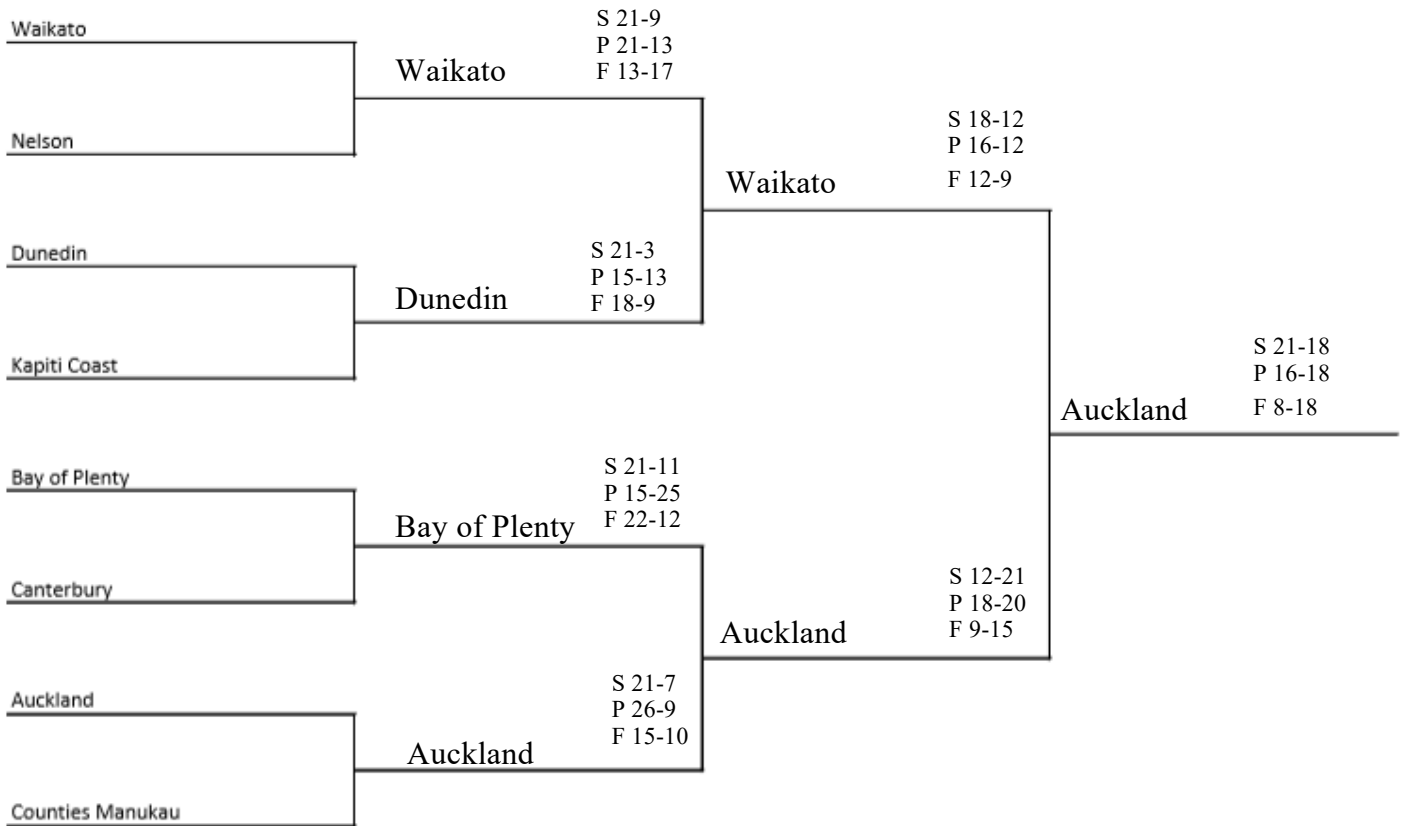 Waikato
Nelson
Dunedin
Kapiti Coast
Bay of Plenty
Canterbury
Auckland
Counties Manukau
Waikato
S 21-9
P 21-13
F 13-17
Dunedin
S 21-3
P 15-13
F 18-9
Bay of Plenty
S 21-11
P 15-25
F 22-12
Auckland
S 21-7
P 26-9
F 15-10
Waikato
S 18-12
P 16-12
F 12-9
Auckland
S 12-21
P 18-20
F 9-15
Auckland
S 21-18
P 16-18
F 8-18